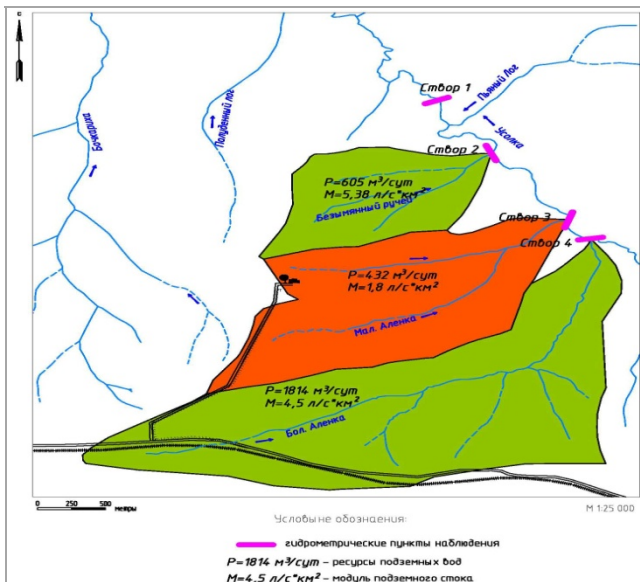 с
Створ 1
Пьяный Лог
Усолка
Боняриха
Полуденный лог
Створ 2
P=605 м³/сут
M=5,38 л/с*км²
Безымянный ручей
Створ 3
Створ 4
P=432 м³/сут
M=1,8 л/с*км²
Мал. Аленка
P=1814 м³/сут
M=4,5 л/с*км²
Бол. Аленка
0 250 500
метры
М 1:25 000
Условыне обозначения:
гидрометрические пункты наблюдения
P=1814 м³/сут - ресурсы подземных вод
M=4,5 л/с*км² - модуль подземного стока